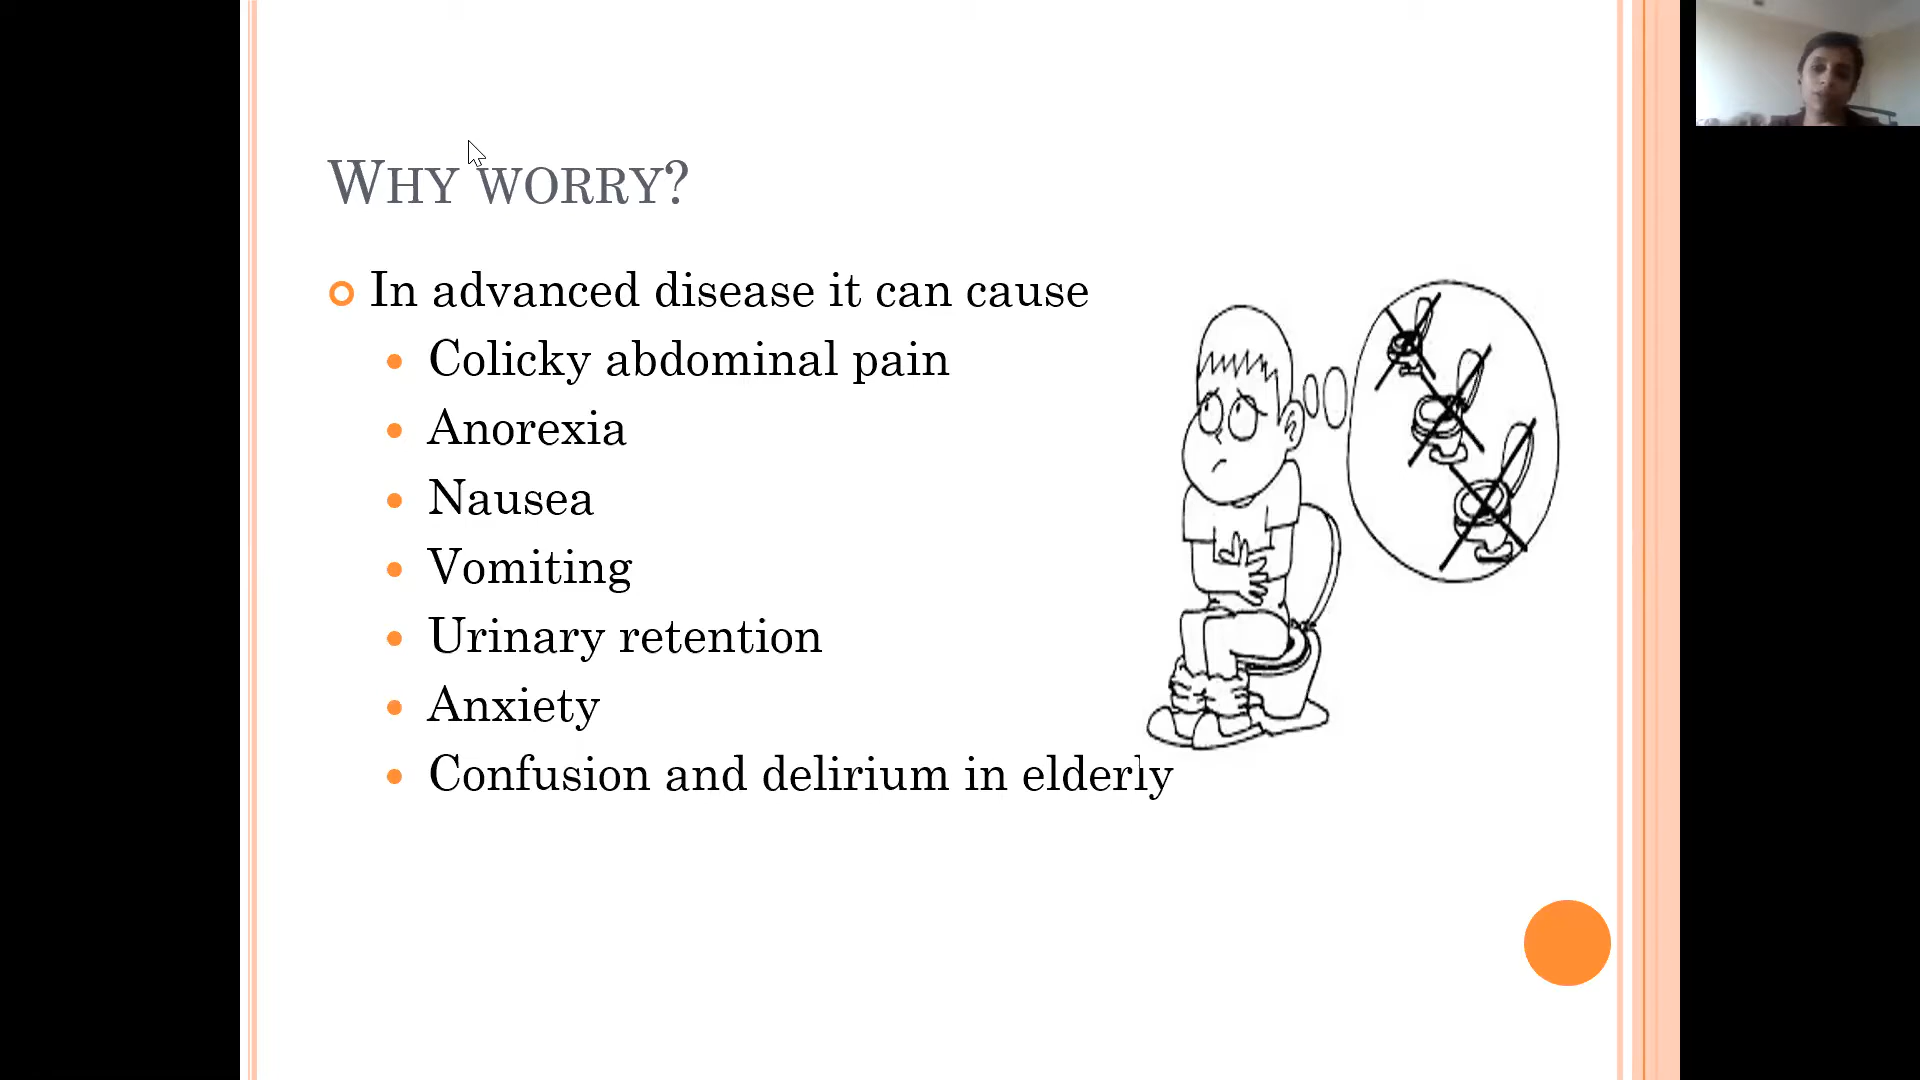 Why worry?
In advanced disease it can cause
Colicky abdominal pain
Anorexia
Nausea
Vomiting
Urinary retention
Anxiety
Confusion and delirium in elderly